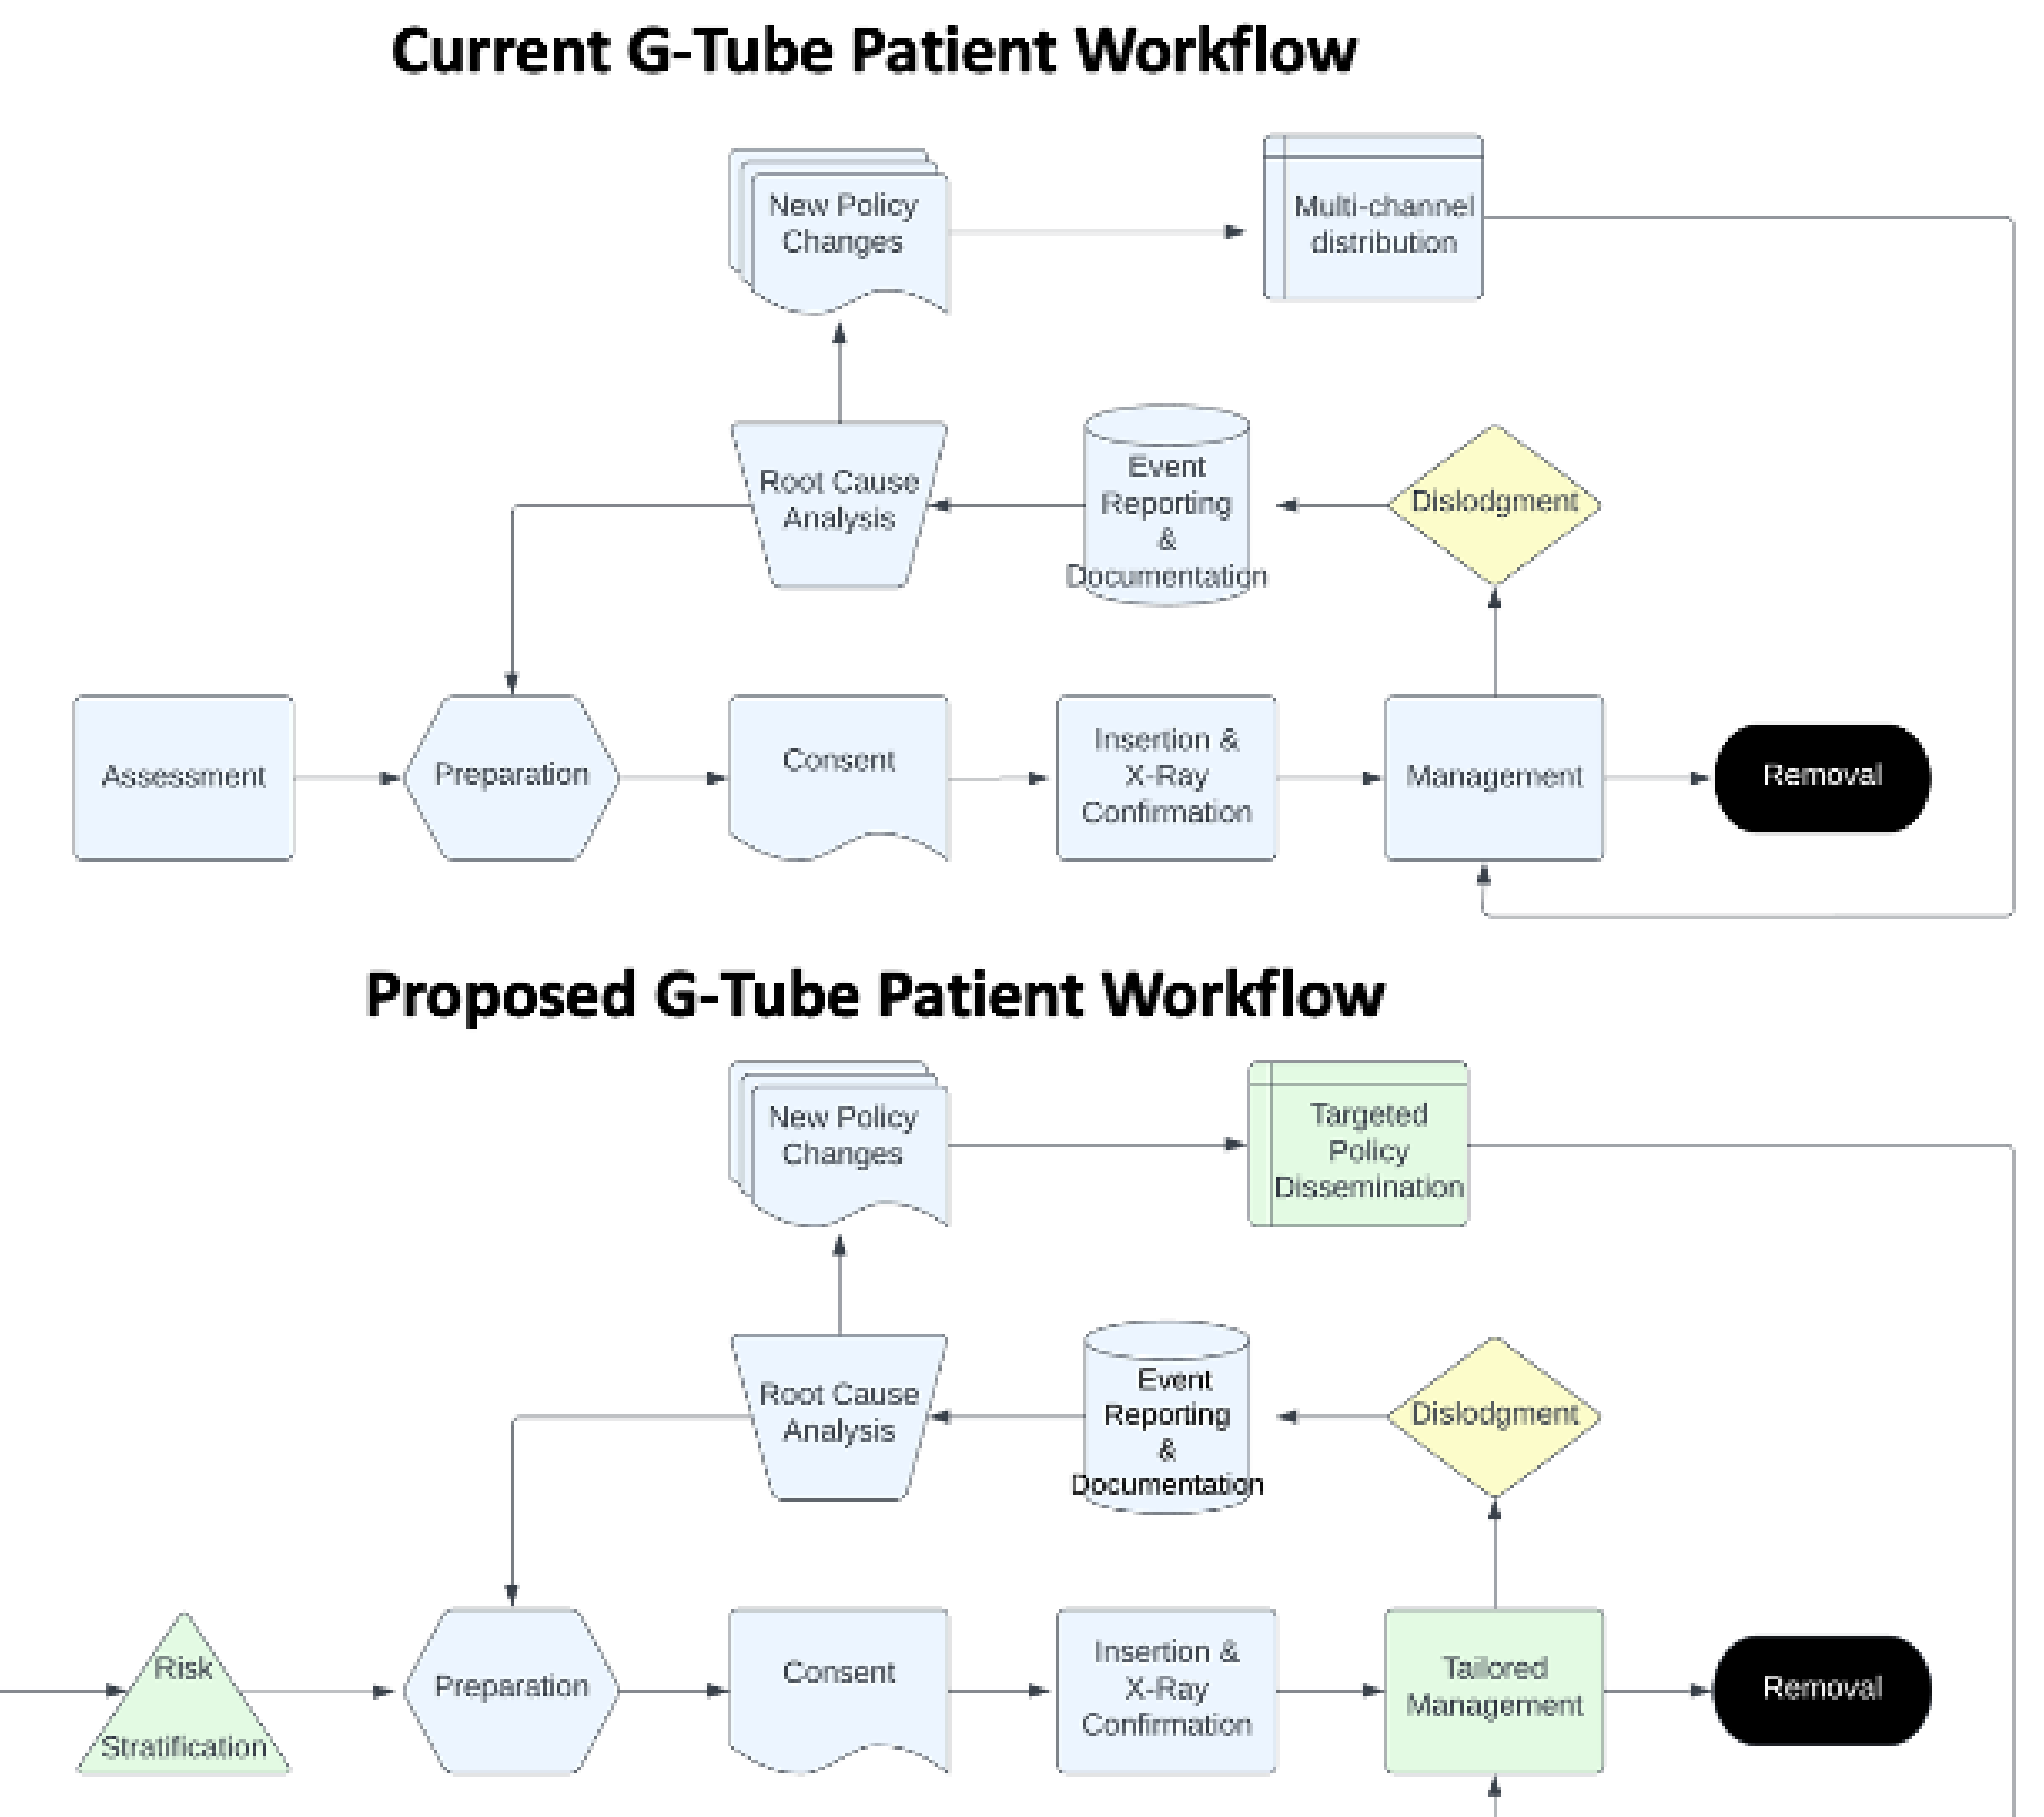 Current G-Tube Patient Workflow
New Policy
Changes
Multi-channel
distribution
Root Cause
Analysis
Event
Reporting
&
Documentation
Dislodgment
Assessment
Preparation
Consent
Insertion &
X-Ray
Confirmation
Management
Removal
Proposed G-Tube Patient Workflow
New Policy
Changes
Targeted
Policy
Dissemination
Root Cause
Analysis
Event
Reporting
&
Documentation
Dislodgment
Risk
Stratification
Preparation
Consent
Insertion &
X-Ray
Confirmation
Tailored
Management
Removal